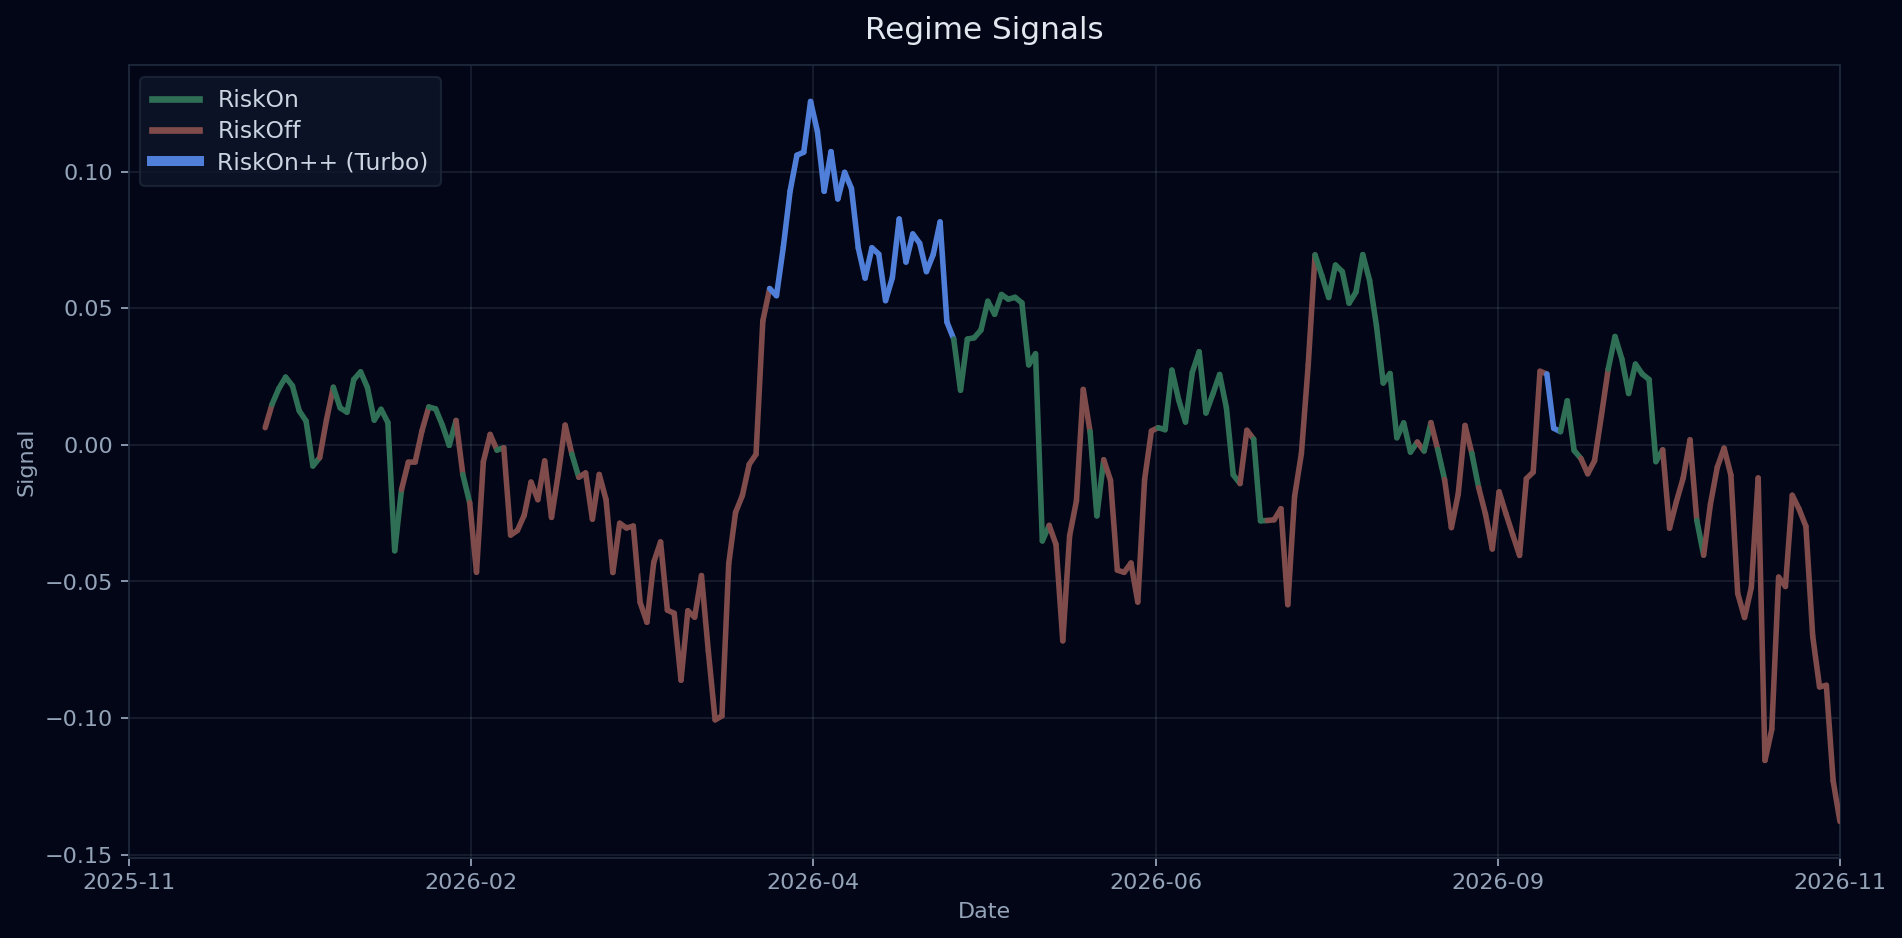 Regime Signals
RiskOn
RiskOff
RiskOn++ (Turbo)
0.10
0.05
0.00
−0.05
−0.10
−0.15
Signal
2025-11
2026-02
2026-04
2026-06
2026-09
2026-11
Date